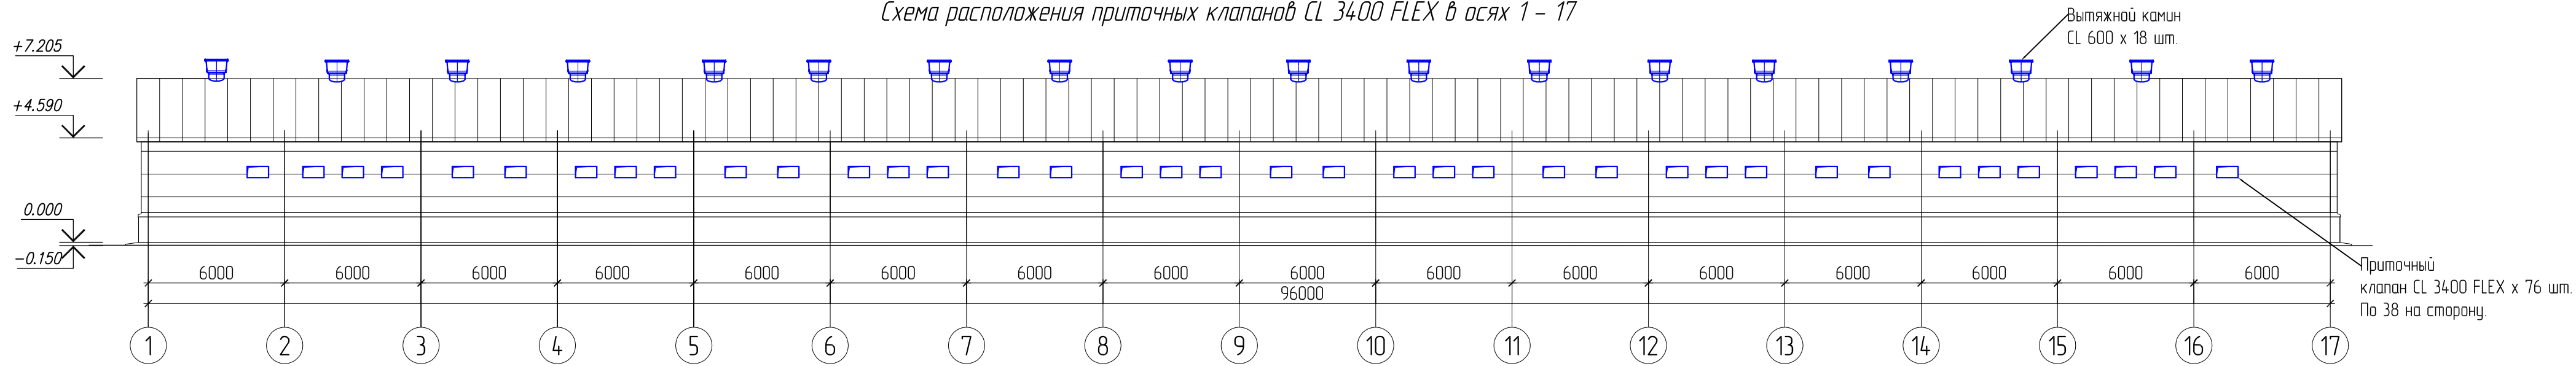 Схема расположения приточных клапанов CL 3400 FLEX в осях 1 – 17
Вытяжной камин
CL 600 x 18 шт.
+7.205
+4.590
0.000
-0.150
6000 6000 6000 6000 6000 6000 6000 6000 6000 6000 6000 6000 6000 6000 6000 6000
96000
Приточный
клапан CL 3400 FLEX x 76 шт.
По 38 на сторону.
1 2 3 4 5 6 7 8 9 10 11 12 13 14 15 16 17